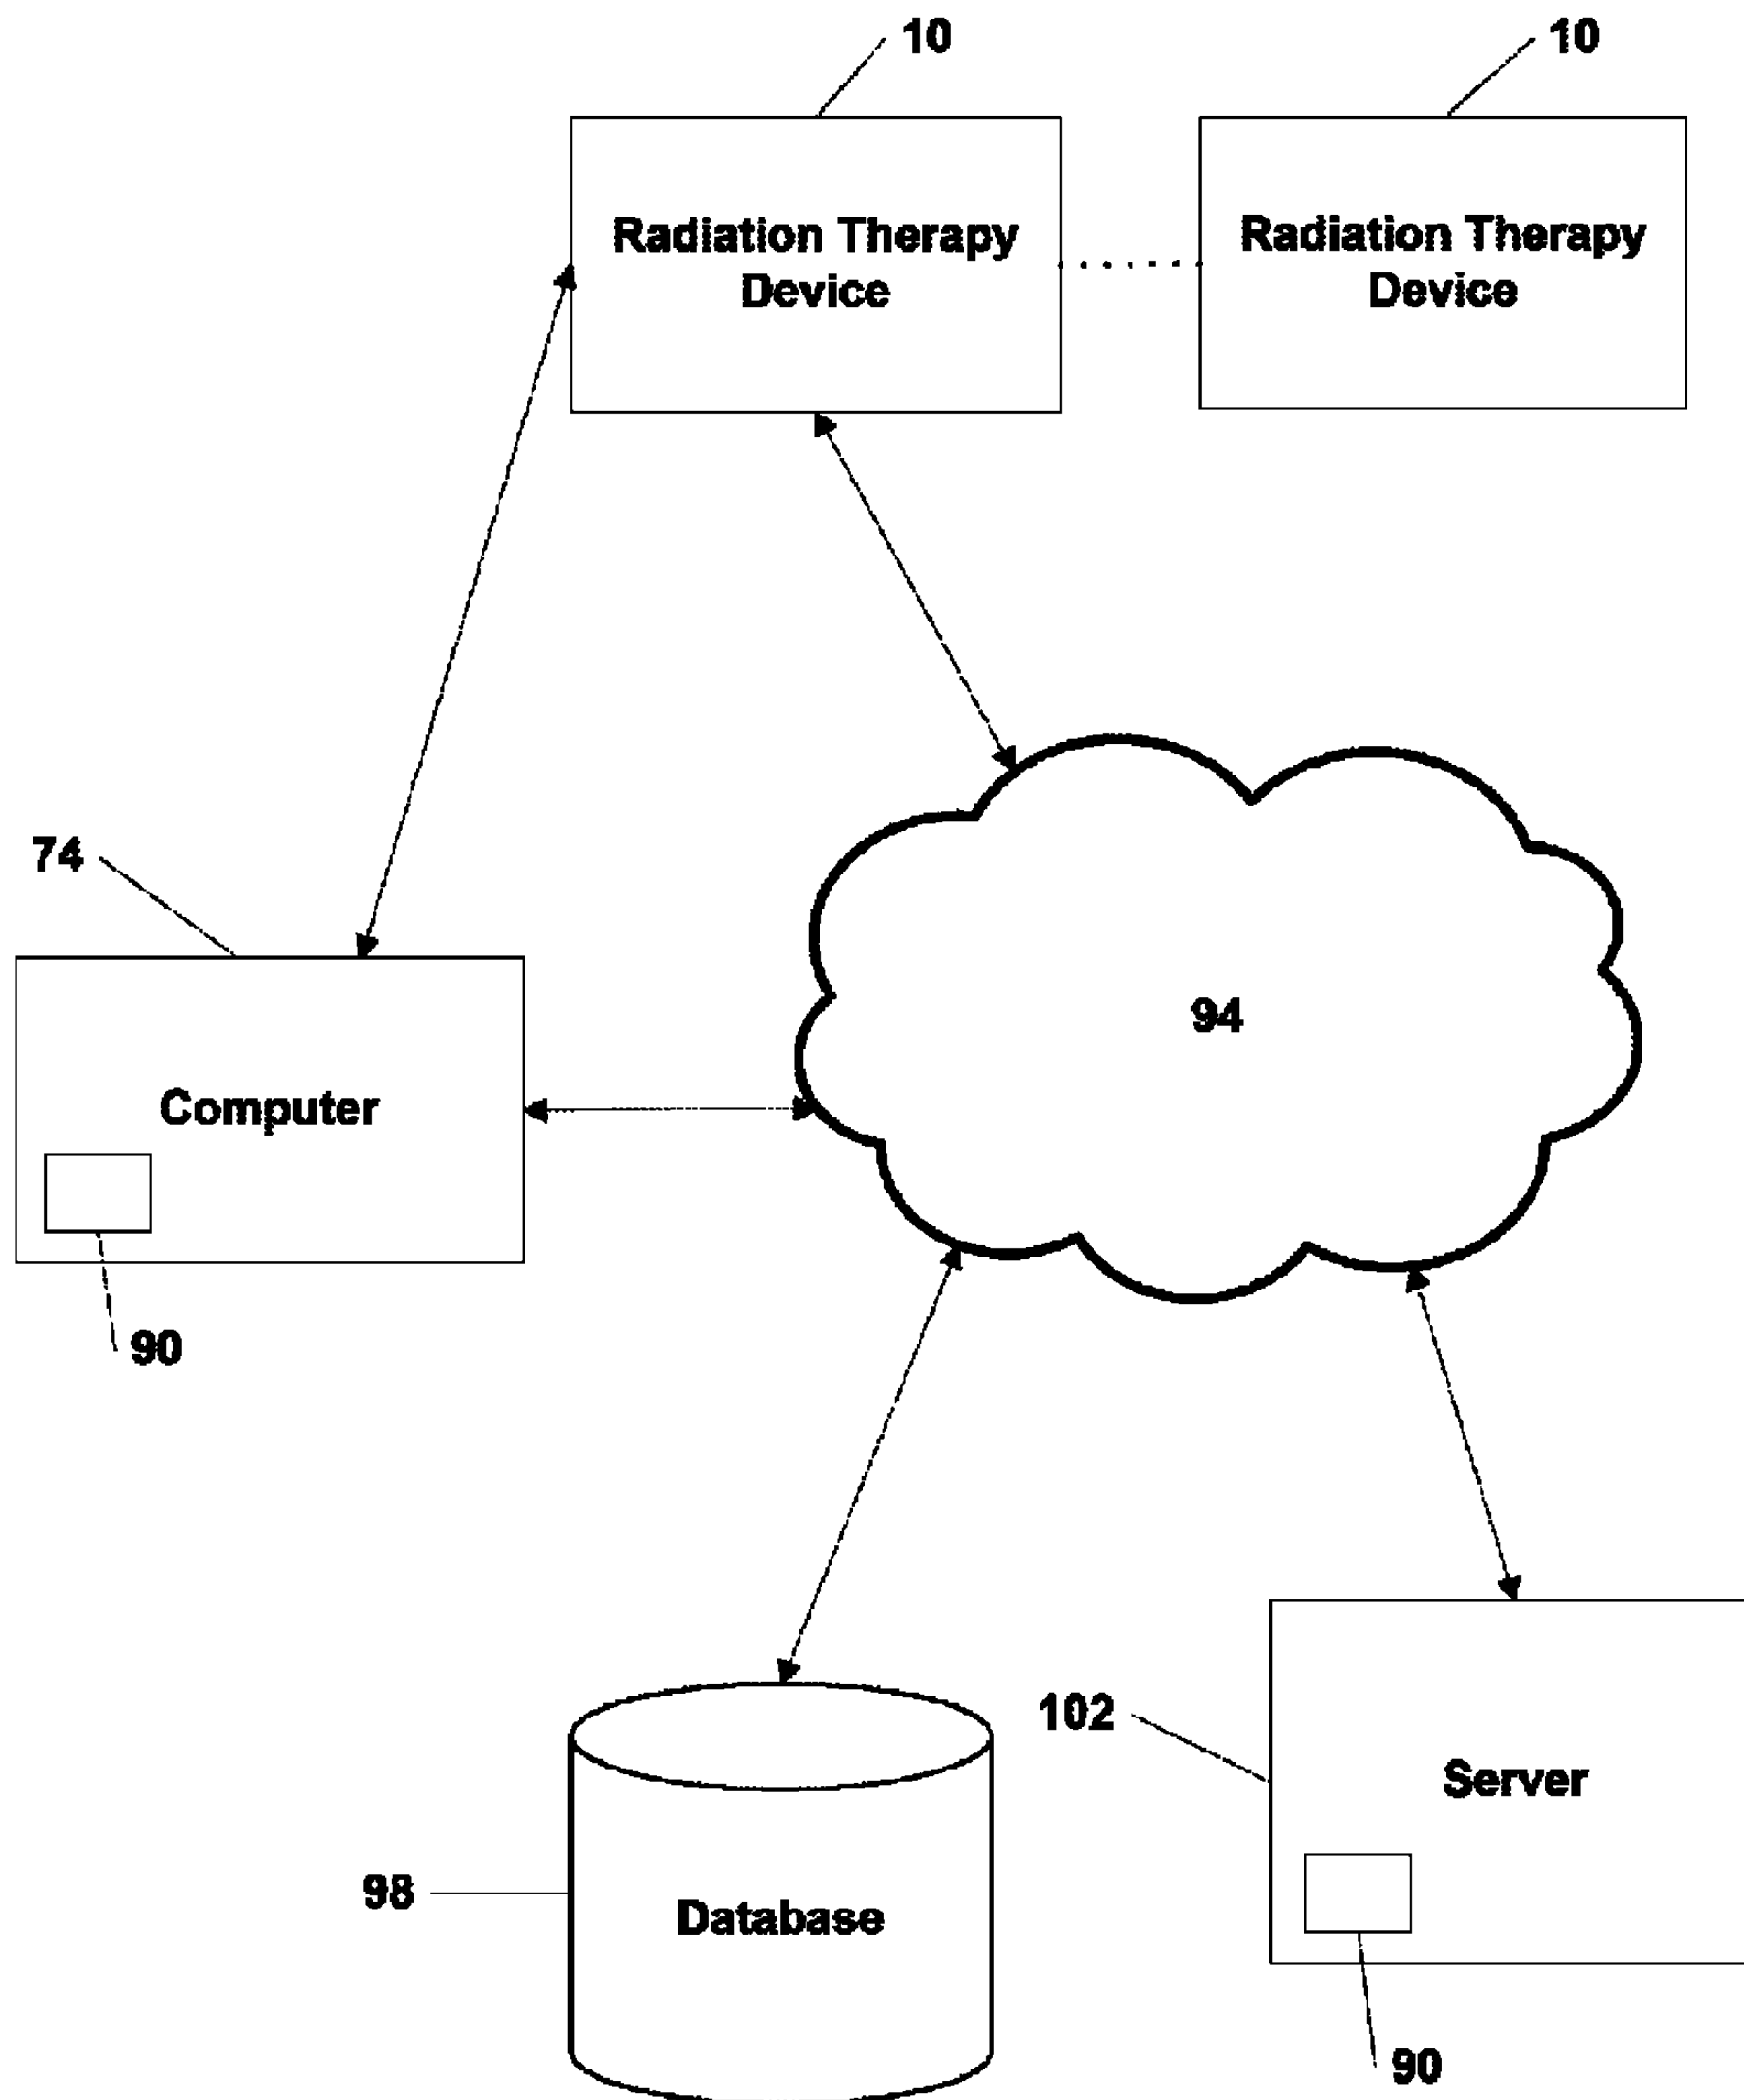 10
10
Radiation Therapy
Device
Radiation Therapy
Device
74
94
Computer
90
102
Server
98
Database
90